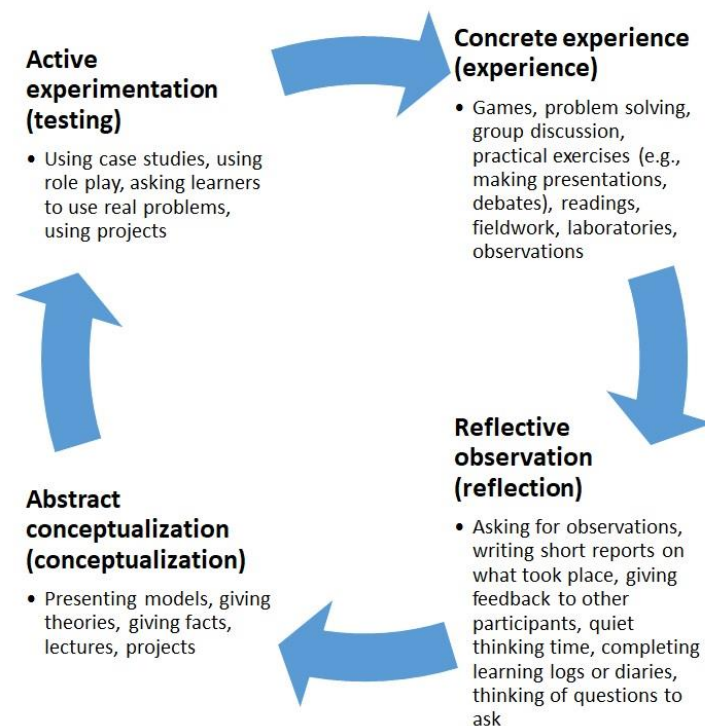 Active
experimentation
(testing)
• Using case studies, using
role play, asking learners
to use real problems,
using projects
Concrete experience
(experience)
• Games, problem solving,
group discussion,
practical exercises (e.g.,
making presentations,
debates), readings,
fieldwork, laboratories,
observations
Reflective
observation
(reflection)
• Asking for observations,
writing short reports on
what took place, giving
feedback to other
participants, quiet
thinking time, completing
learning logs or diaries,
thinking of questions to
ask
Abstract
conceptualization
(conceptualization)
• Presenting models, giving
theories, giving facts,
lectures, projects